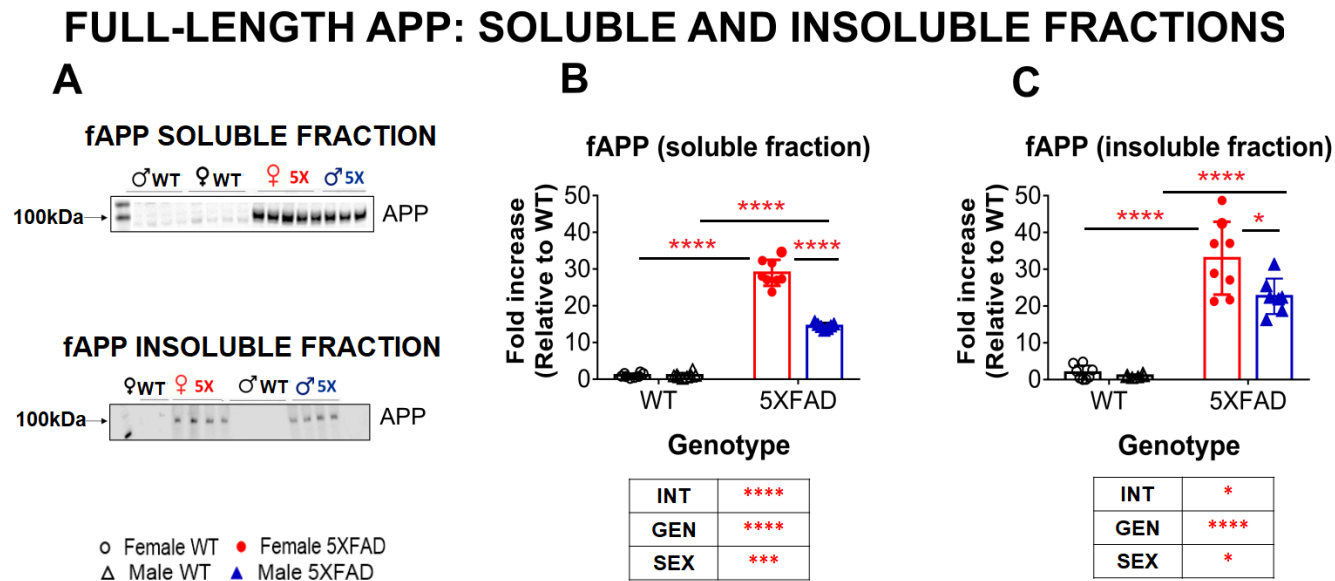 FULL-LENGTH APP: SOLUBLE AND INSOLUBLE FRACTIONS
A
fAPP SOLUBLE FRACTION
♂WT ♀WT ♀ 5X ♂5X
100kDa→ APP
fAPP INSOLUBLE FRACTION
♀WT ♀ 5X ♂WT ♂5X
100kDa→ APP
○ Female WT ● Female 5XFAD
△ Male WT ▲ Male 5XFAD
B
fAPP (soluble fraction)
Fold increase
(Relative to WT)
50
40
30
20
10
0
****
**** ****
WT 5XFAD
Genotype
INT ****
GEN ****
SEX ***
C
fAPP (insoluble fraction)
Fold increase
(Relative to WT)
50
40
30
20
10
0
****
**** *
WT 5XFAD
Genotype
INT *
GEN ****
SEX *